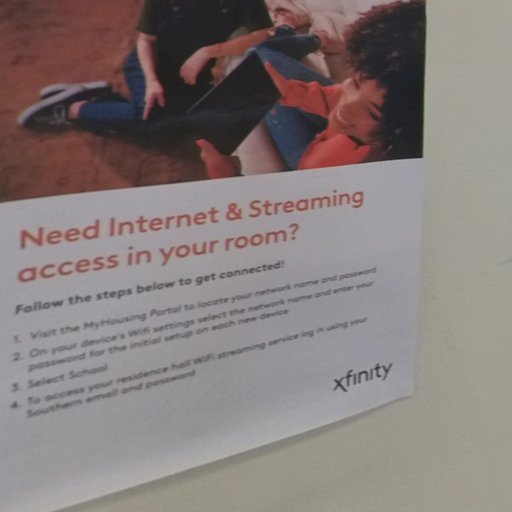 Need Internet & Streaming
access in your room?
Follow the steps below to get connected!
1. Visit the MyHousing Portal to locate your network name and password
2. On your device's Wifi settings select the network name and enter your
password for the initial setup on each new device
3. Select School
4. To access your residence hall WiFi streaming service log in using your
Southern email and password
xfinity